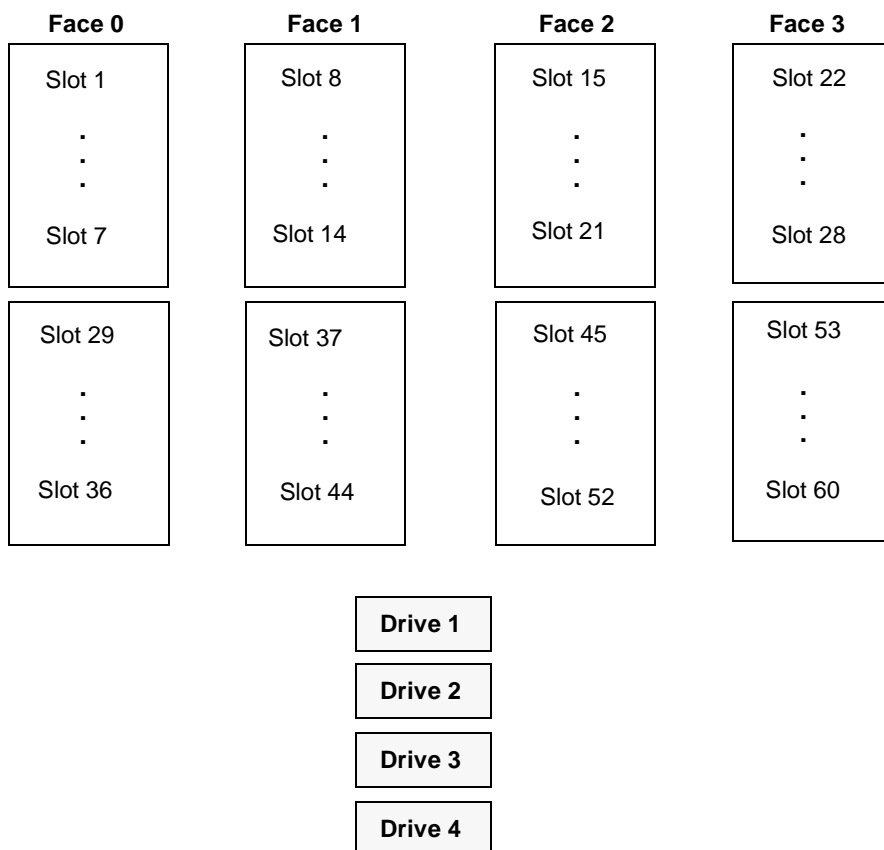 Face 0 Face 1 Face 2 Face 3
Slot 1 Slot 8 Slot 15 Slot 22
. . . .
. . . .
. . . .
Slot 7 Slot 14 Slot 21 Slot 28
Slot 29 Slot 37 Slot 45 Slot 53
. . . .
. . . .
. . . .
Slot 36 Slot 44 Slot 52 Slot 60
Drive 1
Drive 2
Drive 3
Drive 4